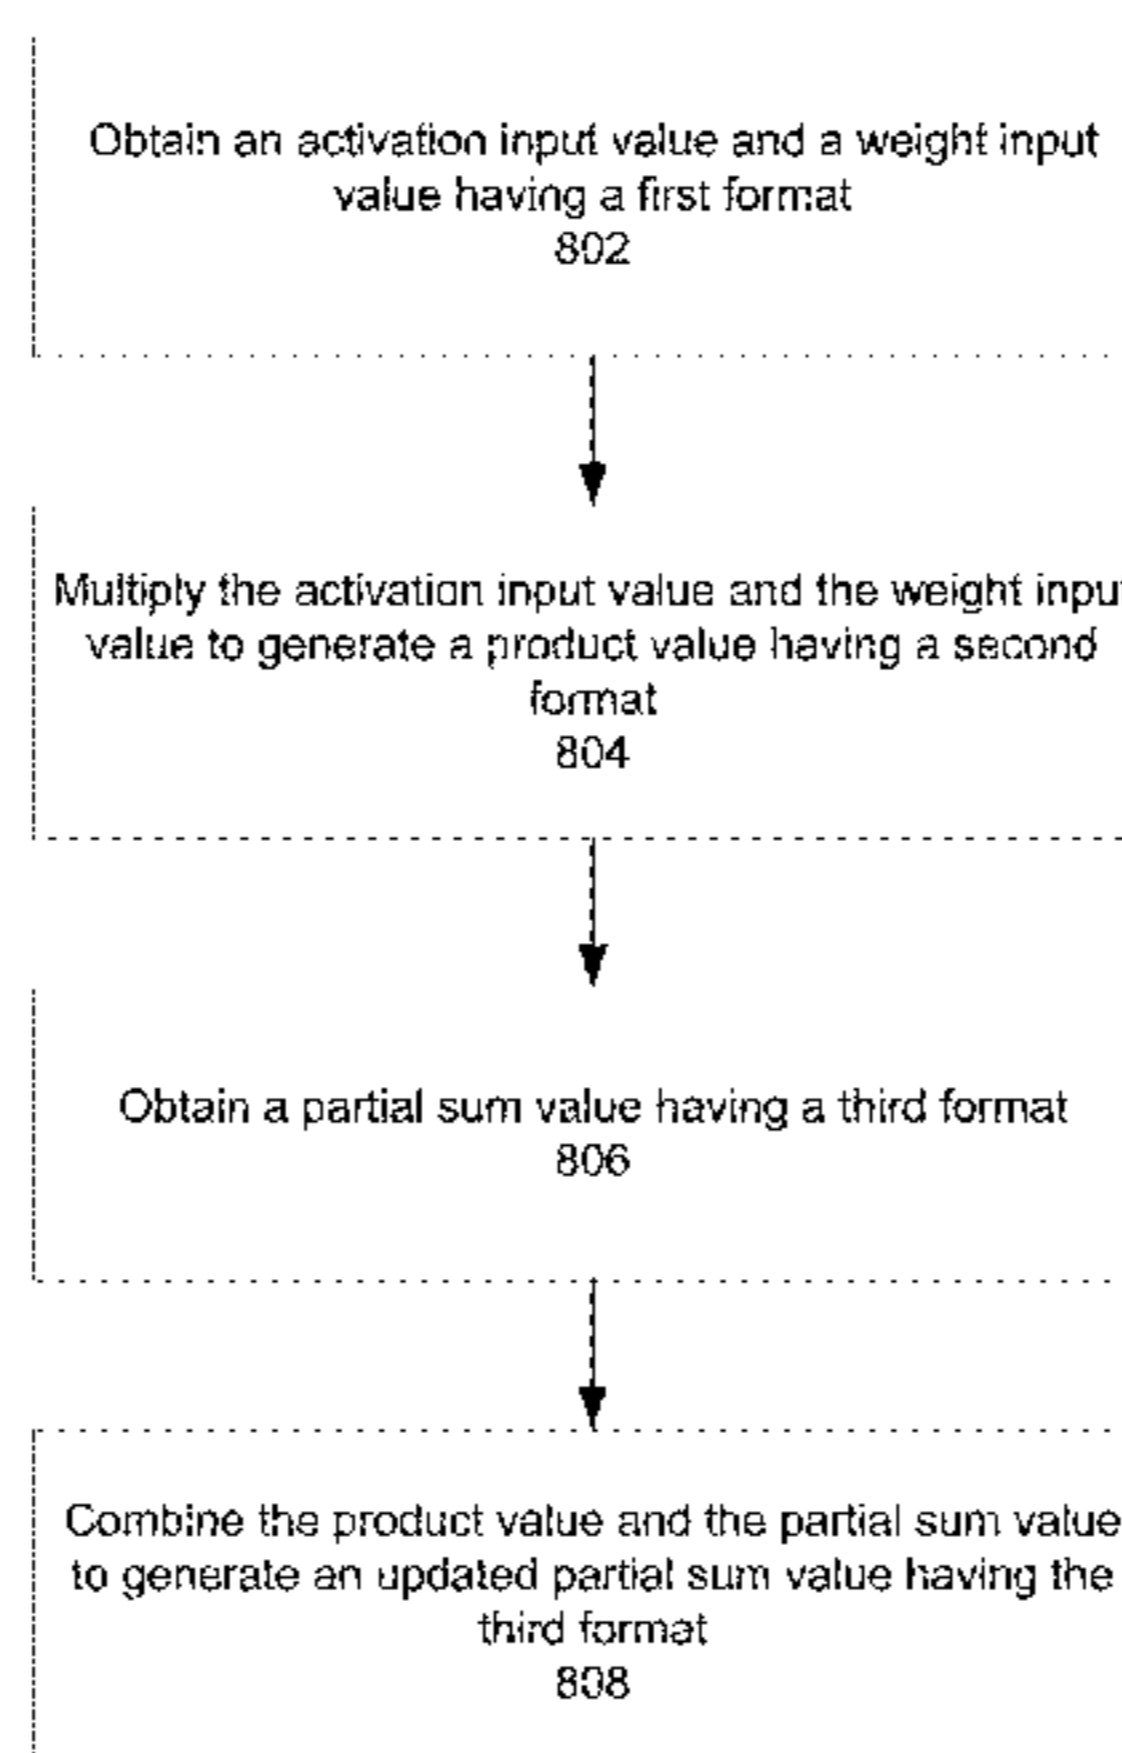 Obtain an activation input value and a weight input
value having a first format
802
Multiply the activation input value and the weight input
value to generate a product value having a second
format
804
Obtain a partial sum value having a third format
806
Combine the product value and the partial sum value
to generate an updated partial sum value having the
third format
808